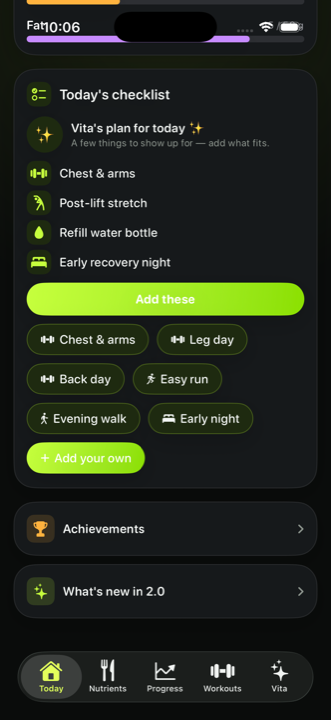 Fat
10:06
Today's checklist
Vita's plan for today ✨
A few things to show up for — add what fits.
Chest & arms
Post-lift stretch
Refill water bottle
Early recovery night
Add these
Chest & arms
Leg day
Back day
Easy run
Evening walk
Early night
+ Add your own
Achievements
What's new in 2.0
Today
Nutrients
Progress
Workouts
Vita